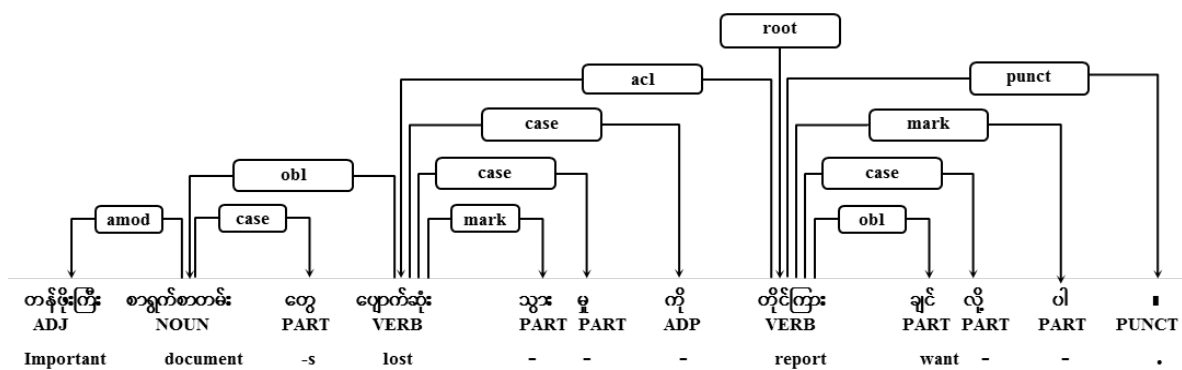 root
acl punct
case mark
obl case case
amod case mark obl
တန်ဖိုးကြီး စာရွက်စာတမ်း တွေ ပျောက်ဆုံး သွား မှု ကို တိုင်ကြား ချင် လို့ ပါ ။
ADJ NOUN PART VERB PART PART ADP VERB PART PART PART PUNCT
Important document -s lost - - - report want - - .